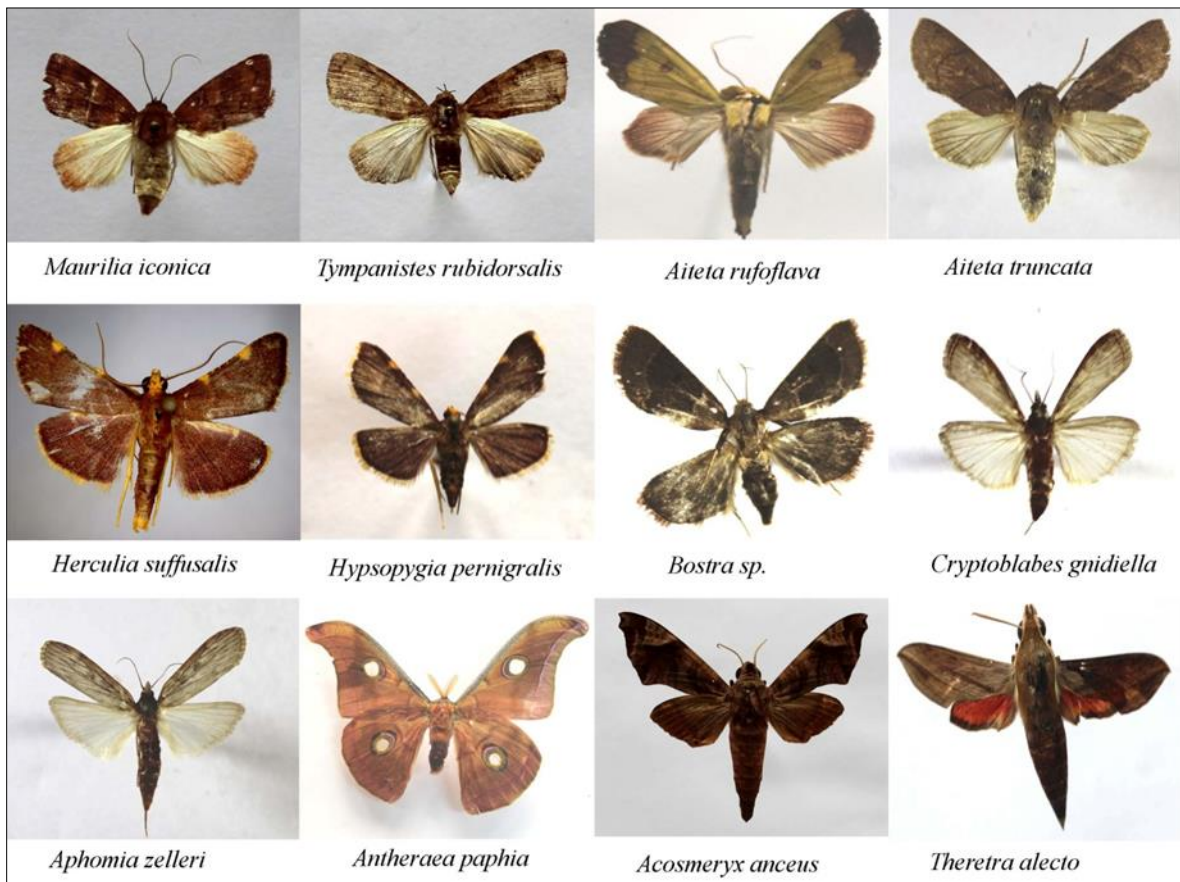 Maurilia iconica
Tympanistes rubidorsalis
Aiteta rufoflava
Aiteta truncata
Herculia suffusalis
Hypsopygia pernigralis
Bostra sp.
Cryptoblabes gnidiella
Aphomia zelleri
Antheraea paphia
Acosmeryx anceus
Theretra alecto